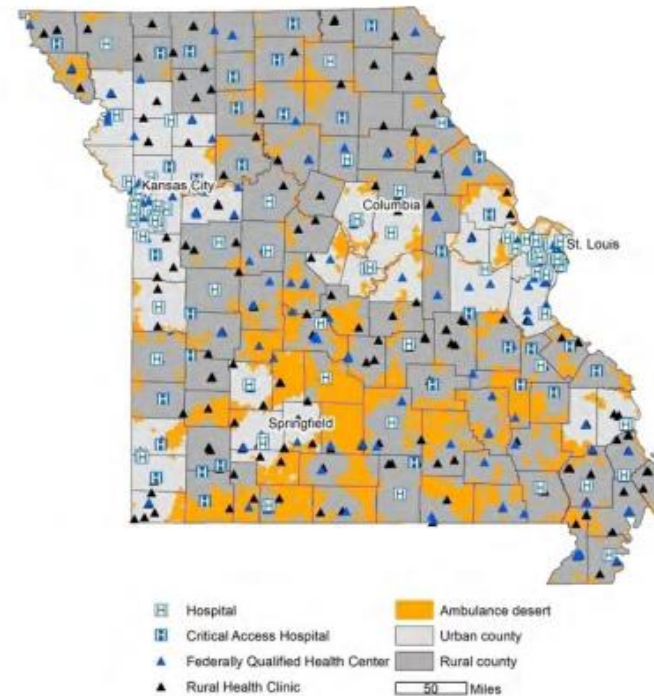 Kansas City
Columbia
St. Louis
Springfield
Hospital
Critical Access Hospital
Federally Qualified Health Center
Rural Health Clinic
Ambulance desert
Urban county
Rural county
50 Miles